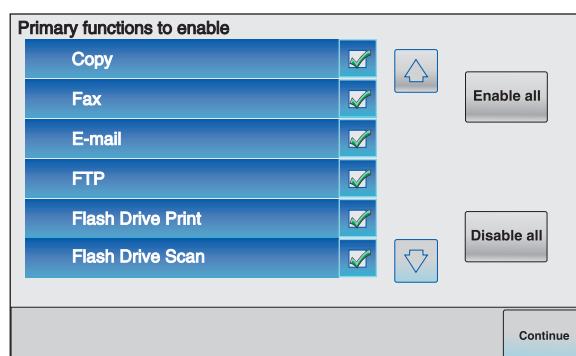 Primary functions to enable
Copy
Fax
E-mail
FTP
Flash Drive Print
Flash Drive Scan
Enable all
Disable all
Continue